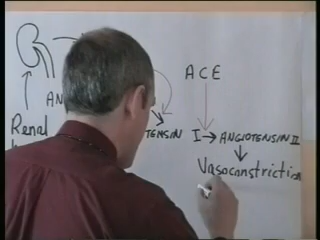 ACE
AN
TENSIN I → ANGIOTENSIN II
Renal
Vasoconstriction